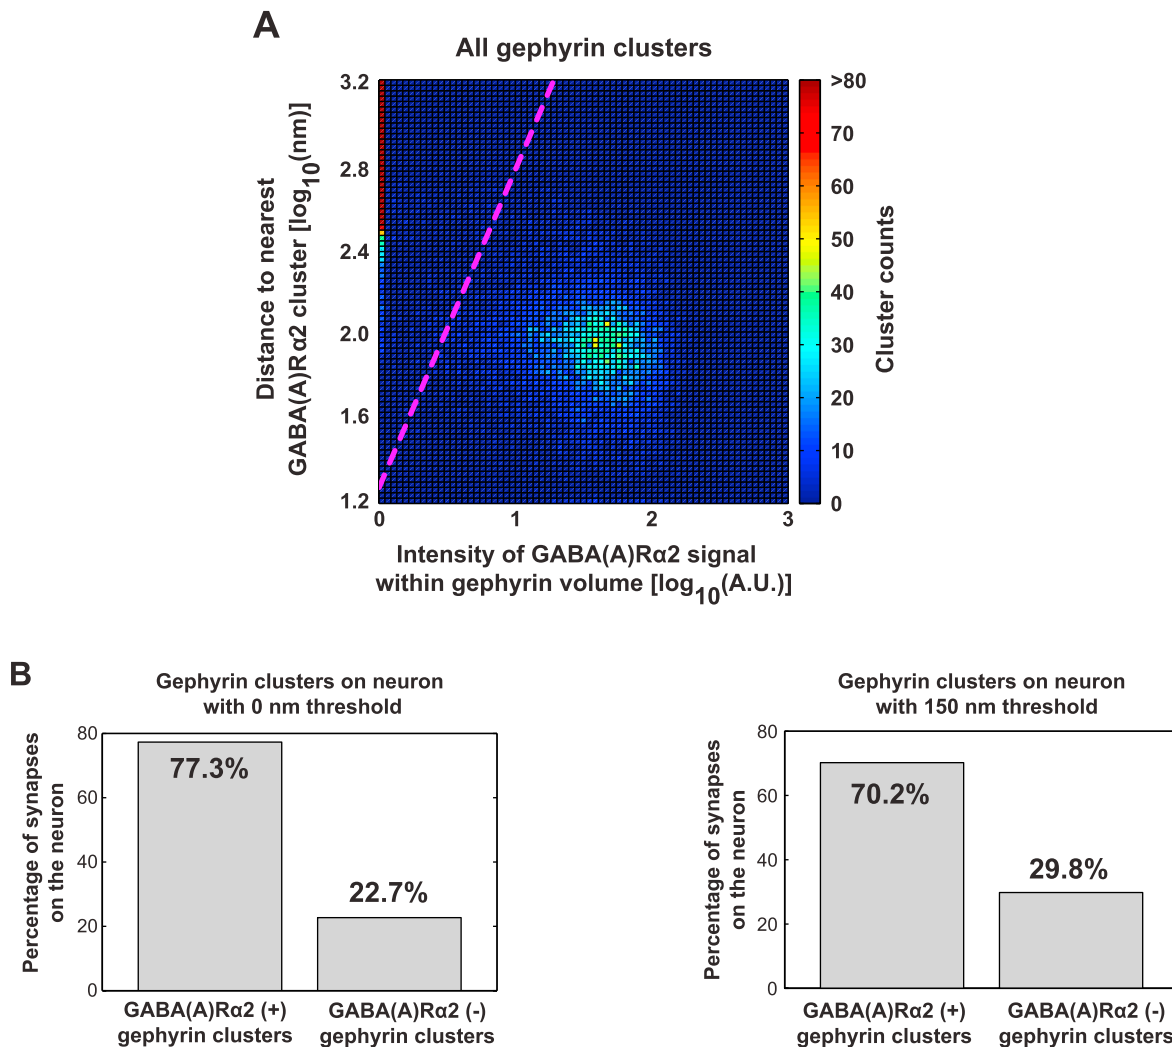 A
All gephyrin clusters
Distance to nearest
GABA(A)Rα2 cluster [log10(nm)]
3.2
2.8
2.4
2.0
1.6
1.2
0
1
2
3
Intensity of GABA(A)Rα2 signal
within gephyrin volume [log10(A.U.)]
>80
70
60
50
40
30
20
10
0
Cluster counts
B
Gephyrin clusters on neuron
with 0 nm threshold
Percentage of synapses
on the neuron
80
60
40
20
0
77.3%
22.7%
GABA(A)Rα2 (+)
gephyrin clusters
GABA(A)Rα2 (-)
gephyrin clusters
Gephyrin clusters on neuron
with 150 nm threshold
Percentage of synapses
on the neuron
80
60
40
20
0
70.2%
29.8%
GABA(A)Rα2 (+)
gephyrin clusters
GABA(A)Rα2 (-)
gephyrin clusters